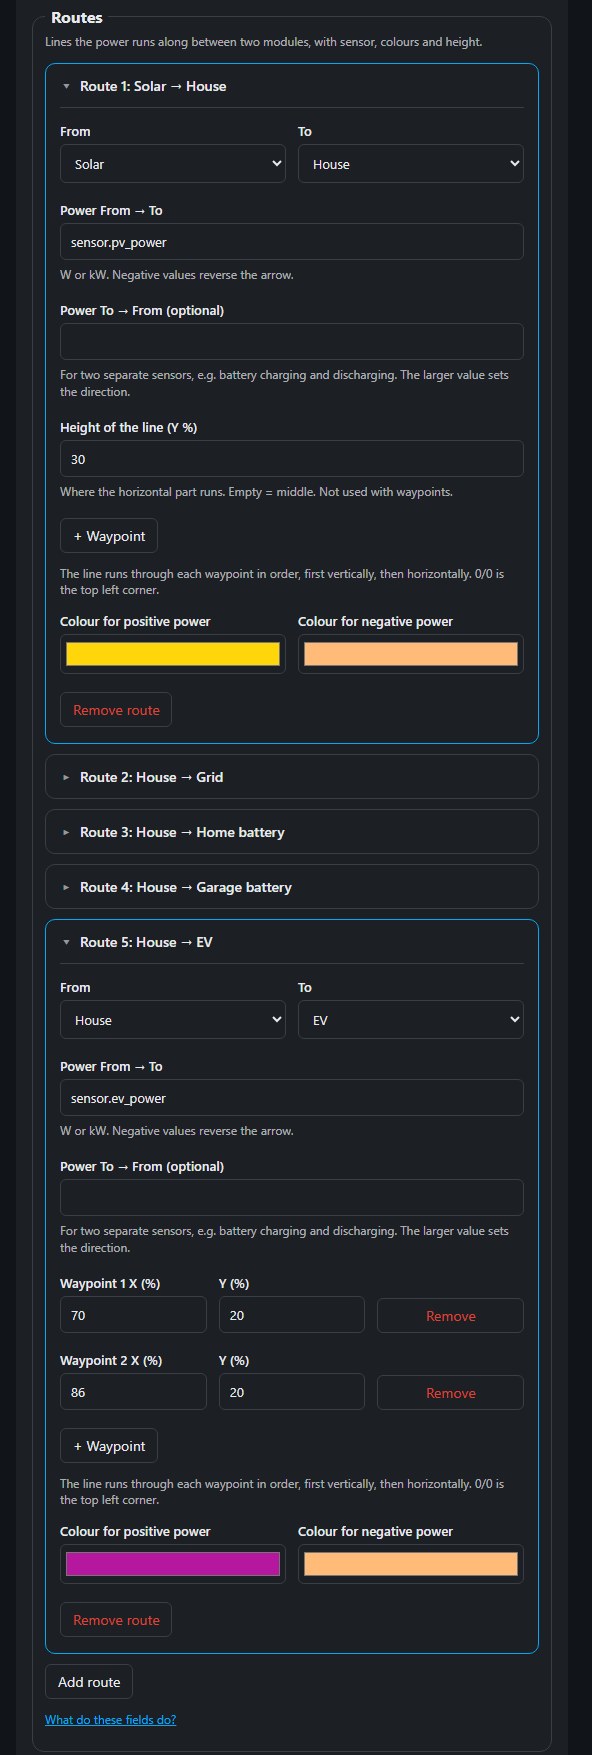 Routes
Lines the power runs along between two modules, with sensor, colours and height.
Route 1: Solar → House
From
To
Solar
House
Power From → To
sensor.pv_power
W or kW. Negative values reverse the arrow.
Power To → From (optional)
For two separate sensors, e.g. battery charging and discharging. The larger value sets
the direction.
Height of the line (Y %)
30
Where the horizontal part runs. Empty = middle. Not used with waypoints.
+ Waypoint
The line runs through each waypoint in order, first vertically, then horizontally. 0/0 is
the top left corner.
Colour for positive power
Colour for negative power
Remove route
Route 2: House → Grid
Route 3: House → Home battery
Route 4: House → Garage battery
Route 5: House → EV
From
To
House
EV
Power From → To
sensor.ev_power
W or kW. Negative values reverse the arrow.
Power To → From (optional)
For two separate sensors, e.g. battery charging and discharging. The larger value sets
the direction.
Waypoint 1 X (%)
Y (%)
70
20
Remove
Waypoint 2 X (%)
Y (%)
86
20
Remove
+ Waypoint
The line runs through each waypoint in order, first vertically, then horizontally. 0/0 is
the top left corner.
Colour for positive power
Colour for negative power
Remove route
Add route
What do these fields do?